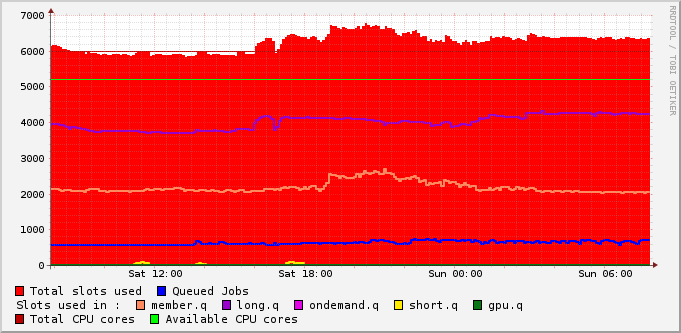 7000
6000
5000
4000
3000
2000
1000
0
Sat 12:00 Sat 18:00 Sun 00:00 Sun 06:00
Total slots used Queued Jobs
Slots used in : member.q long.q ondemand.q short.q gpu.q
Total CPU cores Available CPU cores
RRDTOOL / TOBI OETIKER